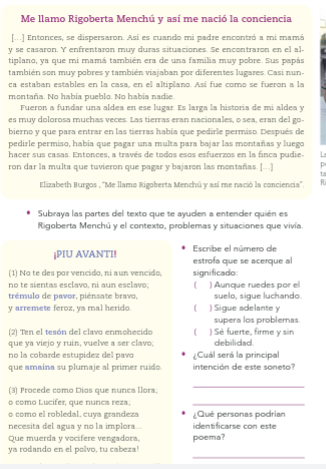 Me llamo Rigoberta Menchú y así me nació la conciencia
[...] Entonces, se dispersaron. Así es cuando mi padre encontró a mi mamá
y se casaron. Y enfrentaron muy duras situaciones. Se encontraron en el al-
tiplano, ya que mi mamá también era de una familia muy pobre. Sus papás
también son muy pobres y también viajaban por diferentes lugares. Casi nun-
ca estaban estables en la casa, en el altiplano. Así fue como se fueron a la
montaña. No había pueblo. No había nadie.
Fueron a fundar una aldea en ese lugar. Es larga la historia de mi aldea y
es muy dolorosa muchas veces. Las tierras eran nacionales, o sea, eran del go-
bierno y que para entrar en las tierras había que pedirle permiso. Después de
pedirle permiso, había que pagar una multa para bajar las montañas y luego
hacer sus casas. Entonces, a través de todos esos esfuerzos en la finca pudie-
ron dar la multa que tuvieron que pagar y bajaron las montañas. [...]
Elizabeth Burgos, "Me llamo Rigoberta Menchú y así me nació la conciencia".
• Subraya las partes del texto que te ayuden a entender quién es
Rigoberta Menchú y el contexto, problemas y situaciones que vivía.
¡PIU AVANTI!
(1) No te des por vencido, ni aun vencido,
no te sientas esclavo, ni aun esclavo;
trémulo de pavor, piénsate bravo,
y arremete feroz, ya mal herido.
(2) Ten el tesón del clavo enmohecido
que ya viejo y ruin, vuelve a ser clavo;
no la cobarde estupidez del pavo
que amaina su plumaje al primer ruido.
(3) Procede como Dios que nunca llora;
o como Lucifer, que nunca reza;
o como el robledal, cuya grandeza
necesita del agua y no la implora...
Que muerda y vocifere vengadora,
ya rodando en el polvo, tu cabeza!
• Escribe el número de
estrofa que se acerque al
significado:
( ) Aunque ruedes por el
suelo, sigue luchando.
( ) Sigue adelante y
supera los problemas.
( ) Sé fuerte, firme y sin
debilidad.
• ¿Cuál será la principal
intención de este soneto?
• ¿Qué personas podrían
identificarse con este
poema?